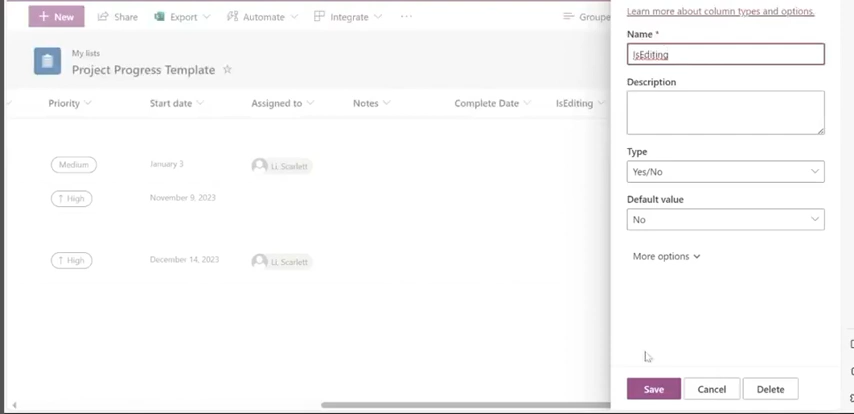 New Share Export Automate Integrate ... Groupe
My lists
Project Progress Template
Priority Start date Assigned to Notes Complete Date IsEditing
Medium January 3 Li, Scarlett
↑ High November 9, 2023
↑ High December 14, 2023 Li, Scarlett
Learn more about column types and options.
Name *
IsEditing
Description
Type
Yes/No
Default value
No
More options
Save Cancel Delete